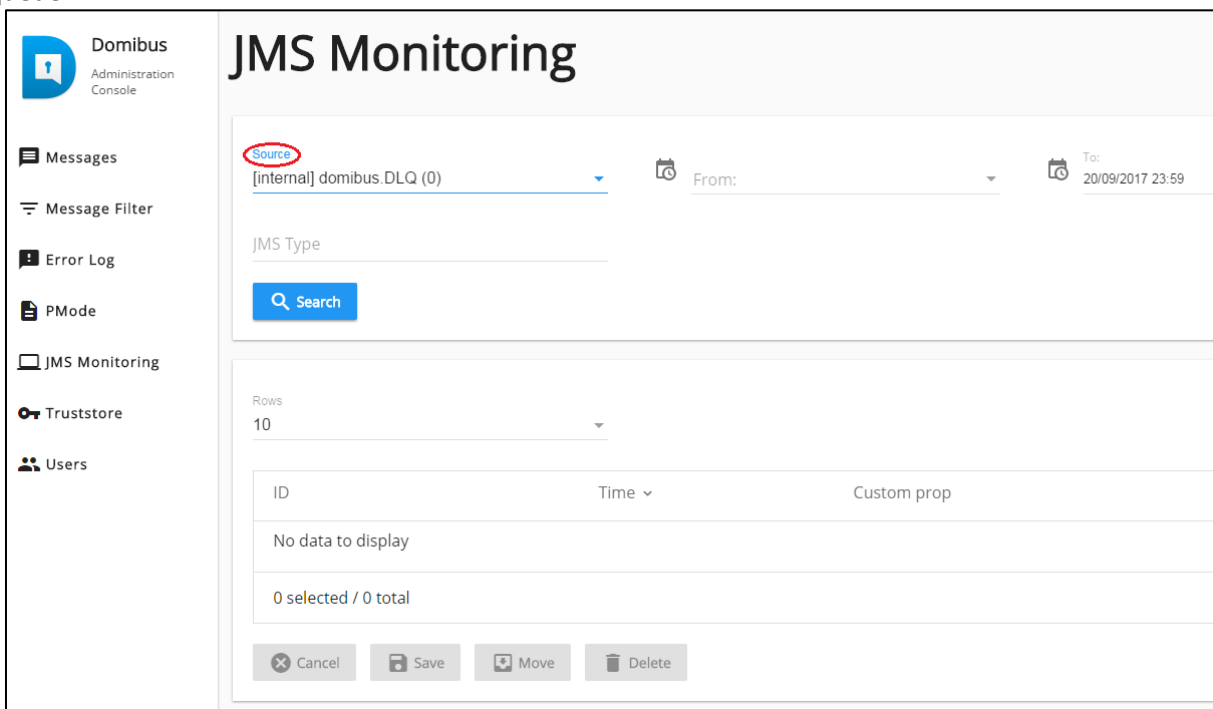 Domibus
Administration
Console
Messages
Message Filter
Error Log
PMode
JMS Monitoring
Truststore
Users
JMS Monitoring
Source
[internal] domibus.DLQ (0)
From:
To:
20/09/2017 23:59
JMS Type
Search
Rows
10
ID Time Custom prop
No data to display
0 selected / 0 total
Cancel Save Move Delete